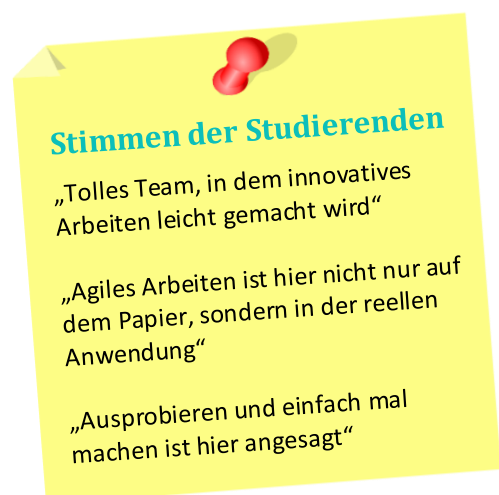 Stimmen der Studierenden
„Tolles Team, in dem innovatives
Arbeiten leicht gemacht wird“
„Agiles Arbeiten ist hier nicht nur auf
dem Papier, sondern in der reellen
Anwendung“
„Ausprobieren und einfach mal
machen ist hier angesagt“